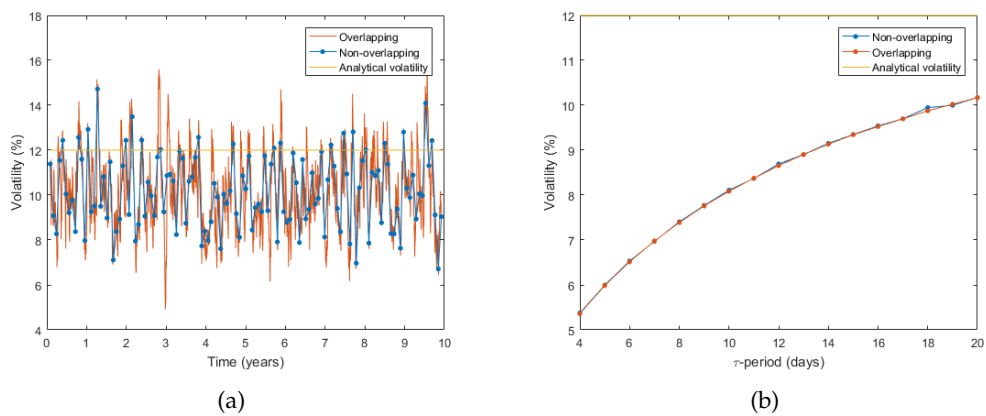 18
16
14
12
10
8
6
4
Volatility (%)
0 1 2 3 4 5 6 7 8 9 10
Time (years)
Overlapping
Non-overlapping
Analytical volatility
(a)
12
11
10
9
8
7
6
5
Volatility (%)
4 6 8 10 12 14 16 18 20
τ-period (days)
Non-overlapping
Overlapping
Analytical volatility
(b)